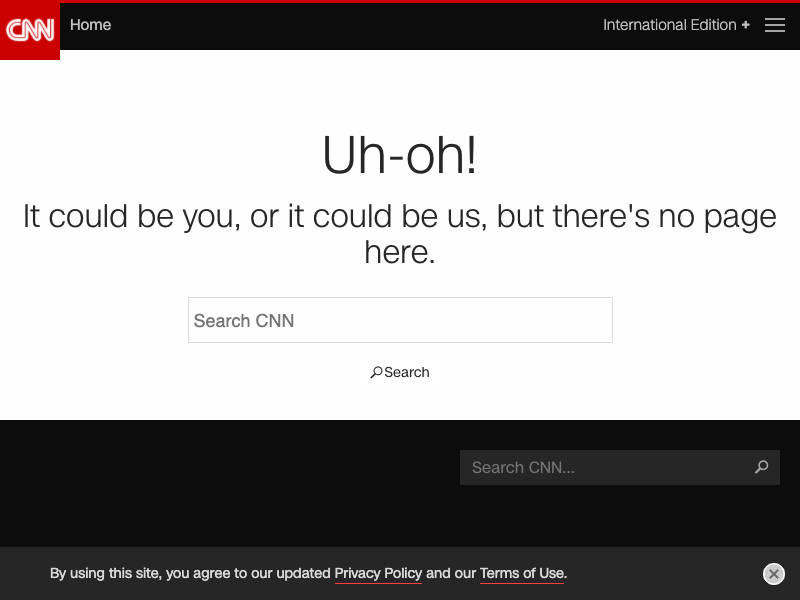 CNN
Home
International Edition +
Uh-oh!
It could be you, or it could be us, but there's no page
here.
Search CNN
Search
Search CNN...
By using this site, you agree to our updated Privacy Policy and our Terms of Use.